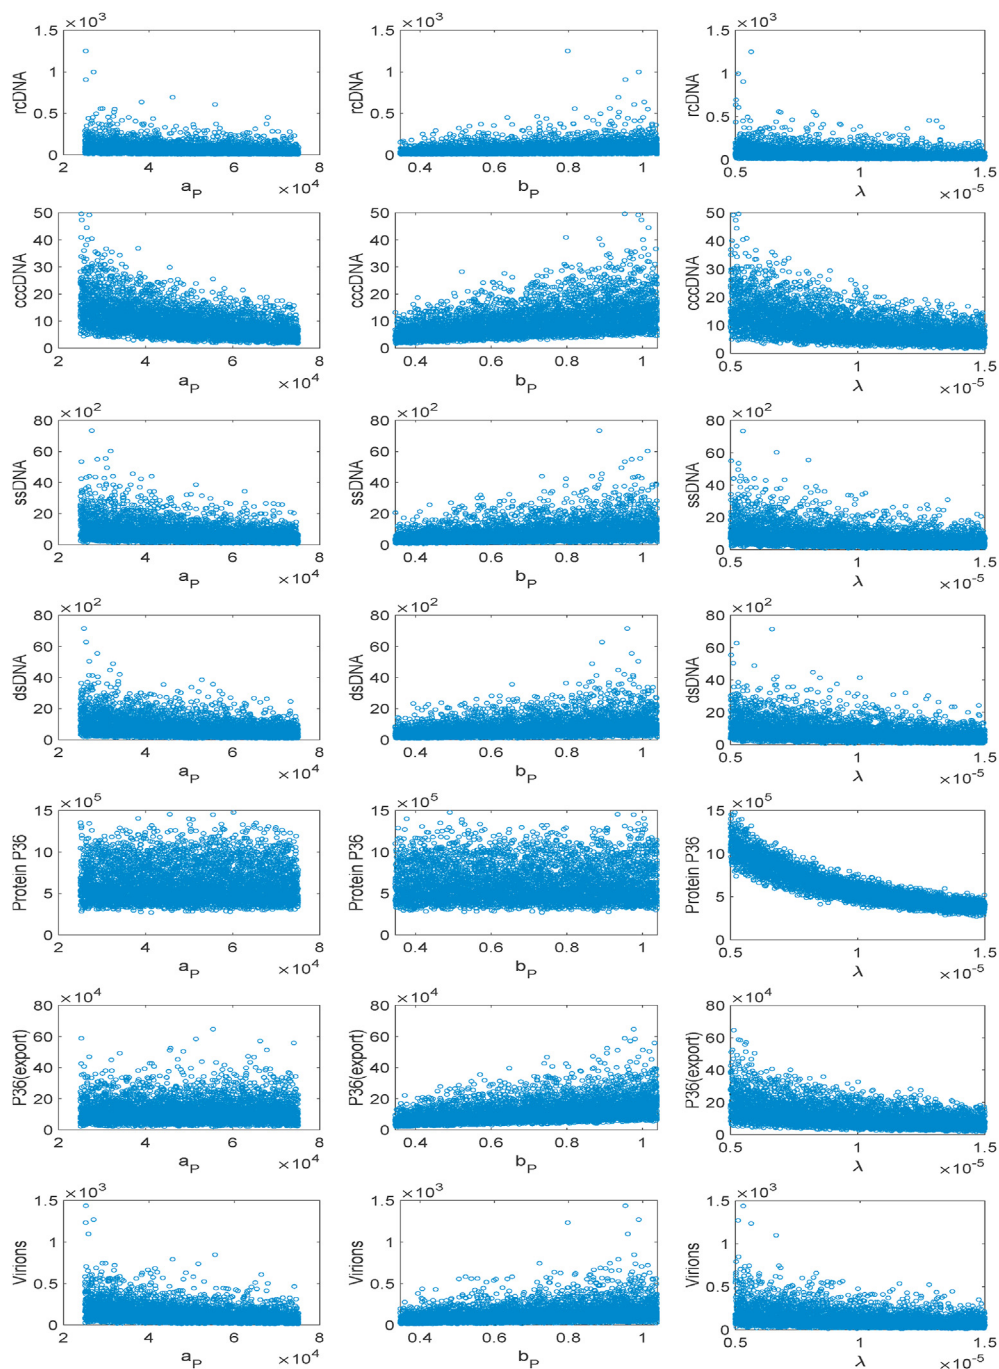 ×10³
1.5
1
0.5
0
rcDNA
2 4 6 8
a_P ×10⁴
×10³
1.5
1
0.5
0
rcDNA
0.4 0.6 0.8 1
b_P
×10³
1.5
1
0.5
0
rcDNA
0.5 1 1.5
λ ×10⁻⁵
50
40
30
20
10
0
cccDNA
2 4 6 8
a_P ×10⁴
50
40
30
20
10
0
cccDNA
0.4 0.6 0.8 1
b_P
50
40
30
20
10
0
cccDNA
0.5 1 1.5
λ ×10⁻⁵
×10²
80
60
40
20
0
ssDNA
2 4 6 8
a_P ×10⁴
×10²
80
60
40
20
0
ssDNA
0.4 0.6 0.8 1
b_P
×10²
80
60
40
20
0
ssDNA
0.5 1 1.5
λ ×10⁻⁵
×10²
80
60
40
20
0
dsDNA
2 4 6 8
a_P ×10⁴
×10²
80
60
40
20
0
dsDNA
0.4 0.6 0.8 1
b_P
×10²
80
60
40
20
0
dsDNA
0.5 1 1.5
λ ×10⁻⁵
×10⁵
15
10
5
0
Protein P36
2 4 6 8
a_P ×10⁴
×10⁵
15
10
5
0
Protein P36
0.4 0.6 0.8 1
b_P
×10⁵
15
10
5
0
Protein P36
0.5 1 1.5
λ ×10⁻⁵
×10⁴
80
60
40
20
0
P36(export)
2 4 6 8
a_P ×10⁴
×10⁴
80
60
40
20
0
P36(export)
0.4 0.6 0.8 1
b_P
×10⁴
80
60
40
20
0
P36(export)
0.5 1 1.5
λ ×10⁻⁵
×10³
1.5
1
0.5
0
Virions
2 4 6 8
a_P ×10⁴
×10³
1.5
1
0.5
0
Virions
0.4 0.6 0.8 1
b_P
×10³
1.5
1
0.5
0
Virions
0.5 1 1.5
λ ×10⁻⁵